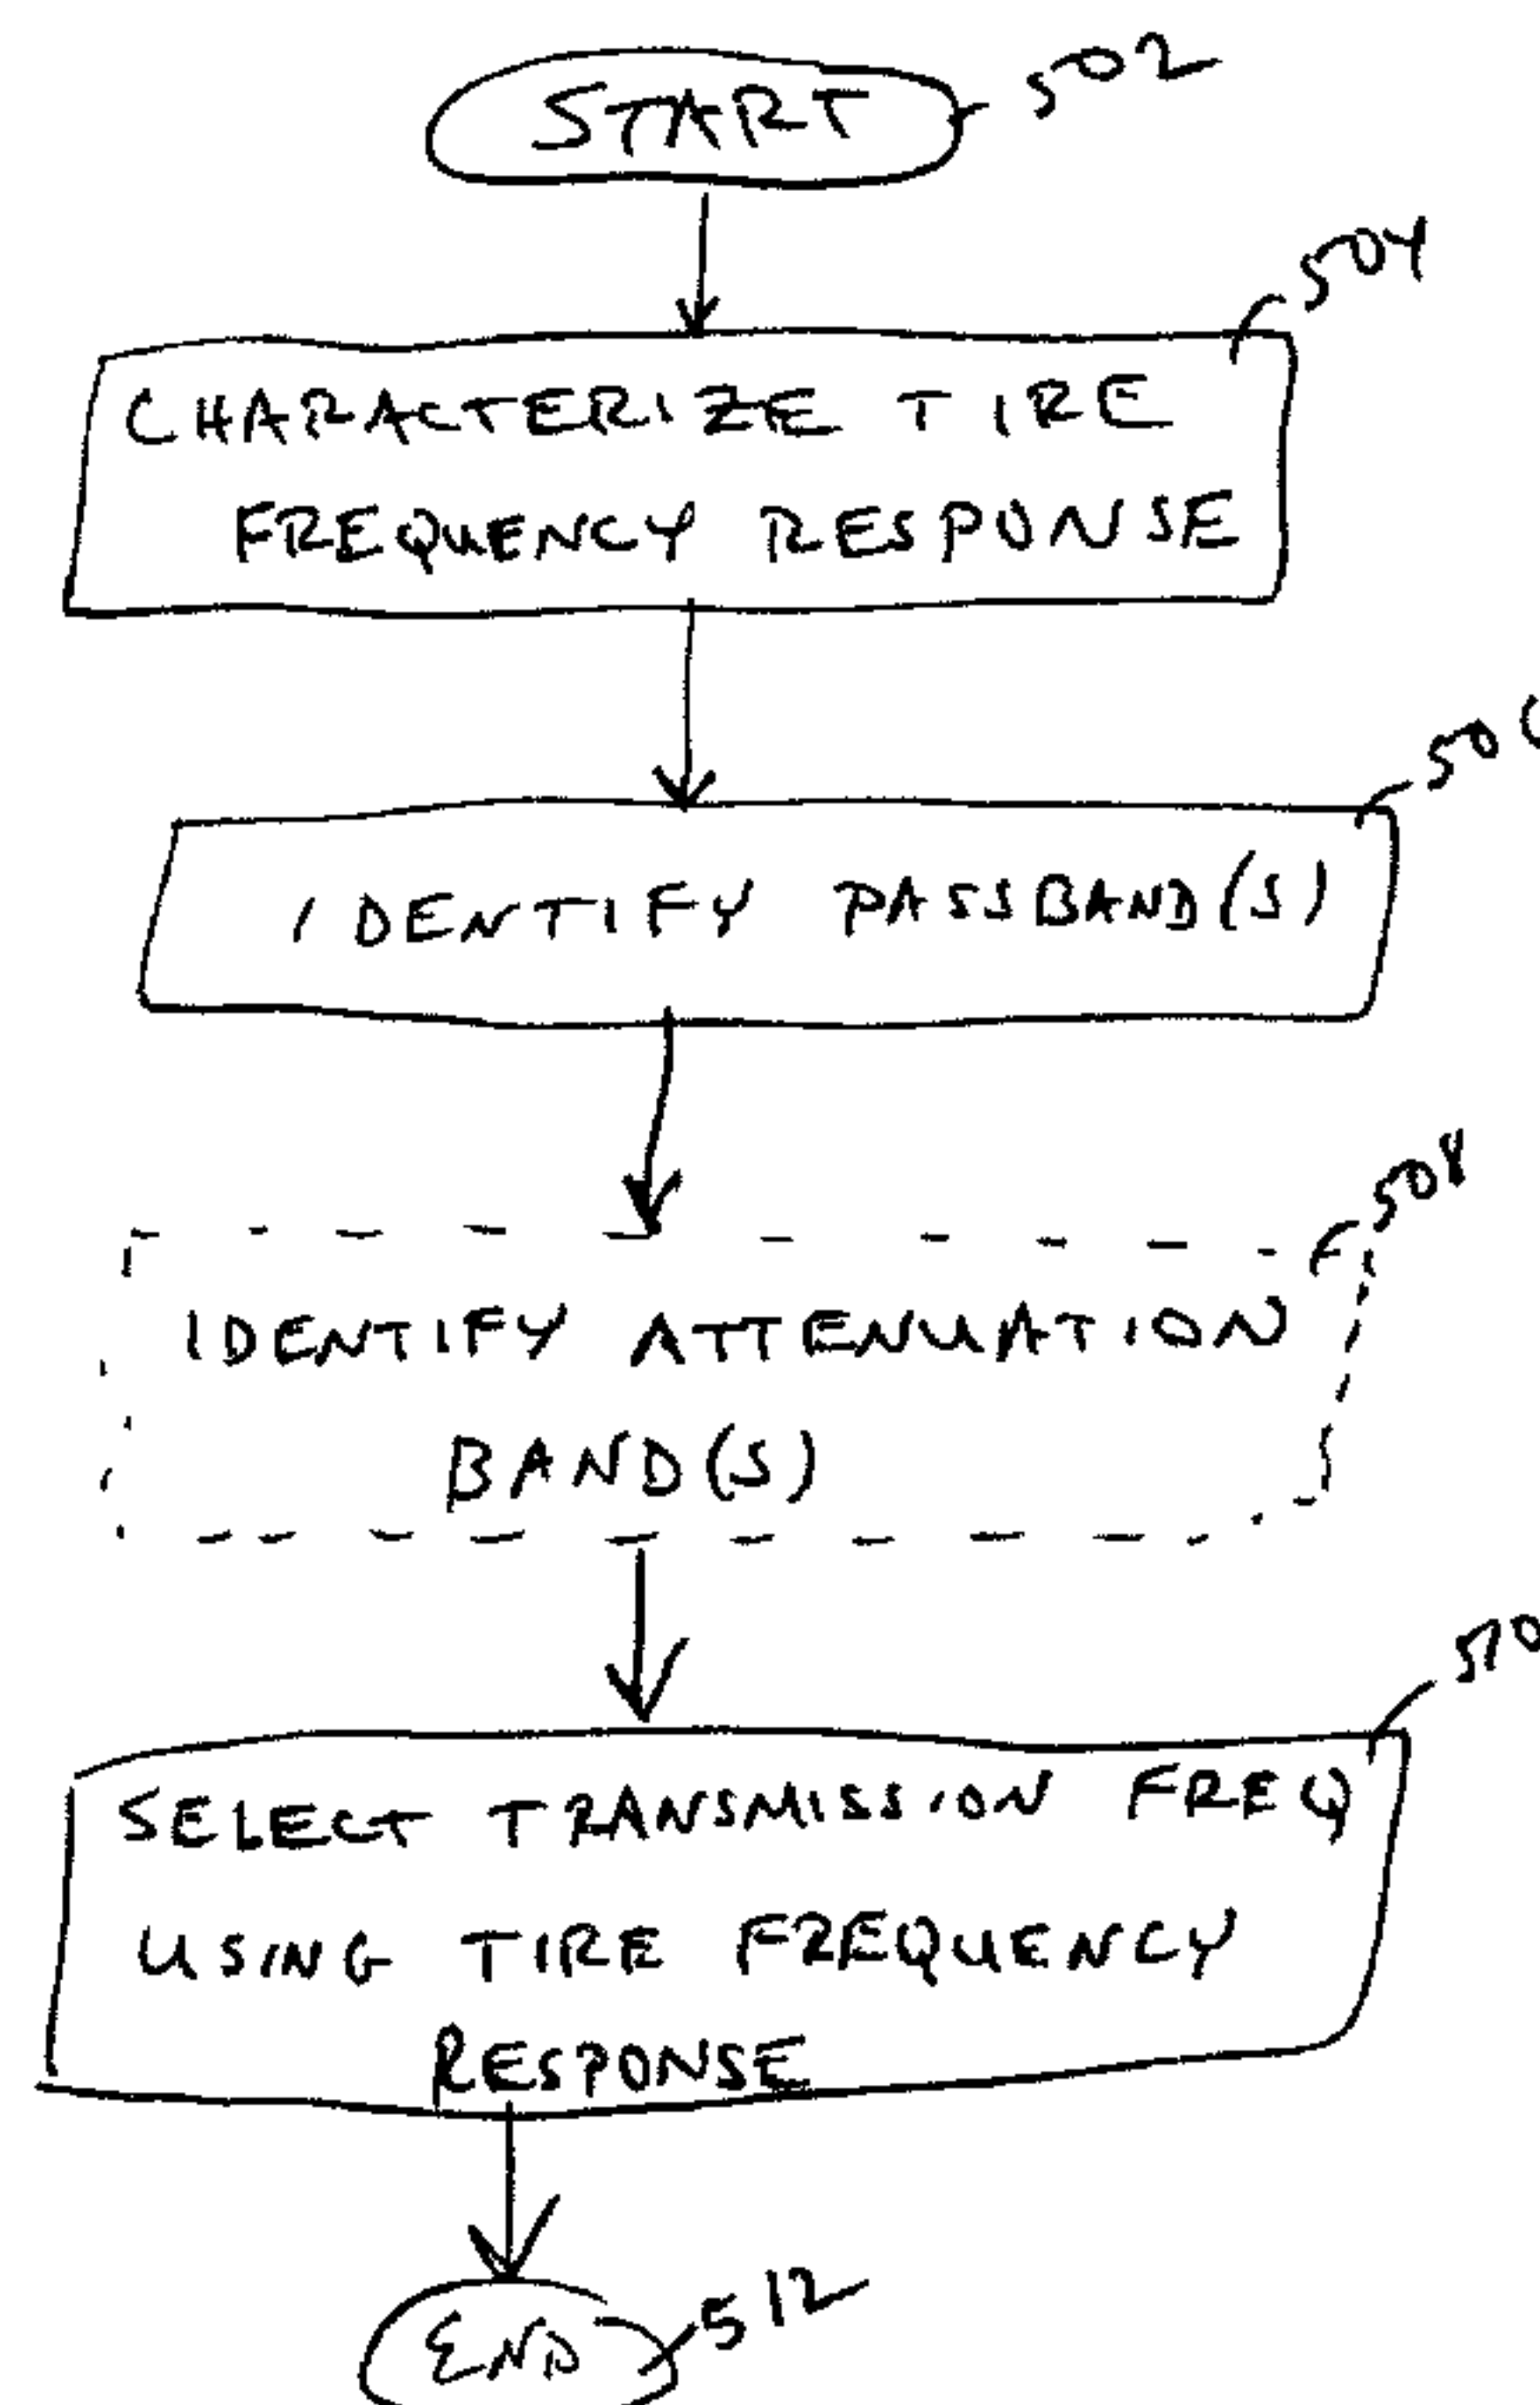 START
502
504
CHARACTERIZE TIRE
FREQUENCY RESPONSE
IDENTIFY PASSBAND(S)
508
IDENTIFY ATTENUATION
BAND(S)
510
SELECT TRANSMISSION FREQ
USING TIRE FREQUENCY
RESPONSE
END
512